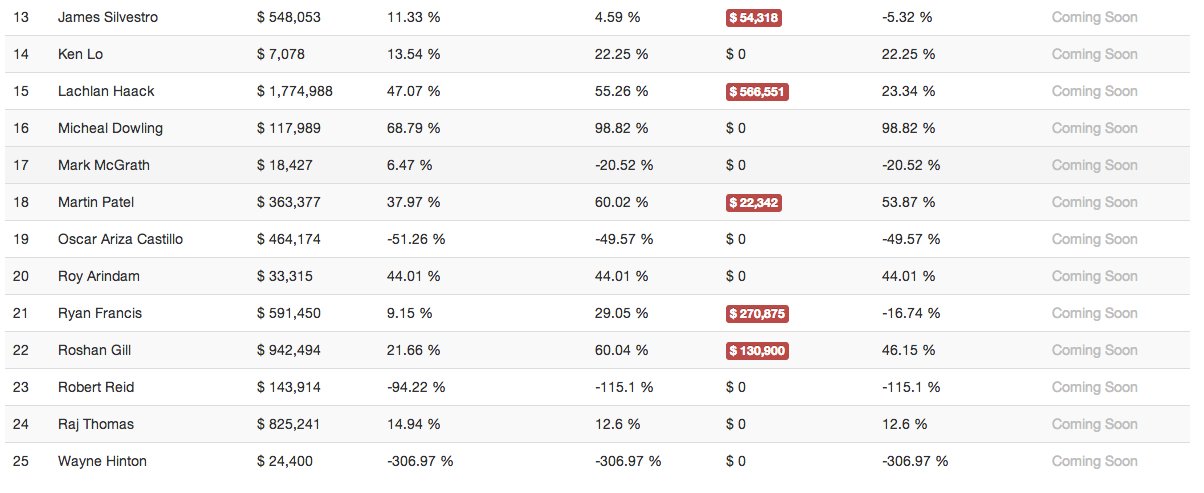 13 James Silvestro $ 548,053 11.33 % 4.59 % $ 54,318 -5.32 % Coming Soon
14 Ken Lo $ 7,078 13.54 % 22.25 % $ 0 22.25 % Coming Soon
15 Lachlan Haack $ 1,774,988 47.07 % 55.26 % $ 566,551 23.34 % Coming Soon
16 Micheal Dowling $ 117,989 68.79 % 98.82 % $ 0 98.82 % Coming Soon
17 Mark McGrath $ 18,427 6.47 % -20.52 % $ 0 -20.52 % Coming Soon
18 Martin Patel $ 363,377 37.97 % 60.02 % $ 22,342 53.87 % Coming Soon
19 Oscar Ariza Castillo $ 464,174 -51.26 % -49.57 % $ 0 -49.57 % Coming Soon
20 Roy Arindam $ 33,315 44.01 % 44.01 % $ 0 44.01 % Coming Soon
21 Ryan Francis $ 591,450 9.15 % 29.05 % $ 270,875 -16.74 % Coming Soon
22 Roshan Gill $ 942,494 21.66 % 60.04 % $ 130,900 46.15 % Coming Soon
23 Robert Reid $ 143,914 -94.22 % -115.1 % $ 0 -115.1 % Coming Soon
24 Raj Thomas $ 825,241 14.94 % 12.6 % $ 0 12.6 % Coming Soon
25 Wayne Hinton $ 24,400 -306.97 % -306.97 % $ 0 -306.97 % Coming Soon